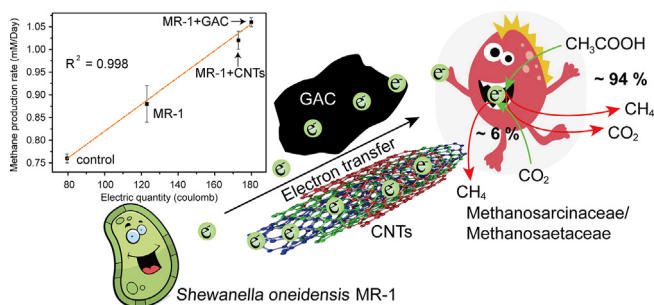 Methane production rate (mM/Day)
1.05
1.00
0.95
0.90
0.85
0.80
0.75
MR-1+GAC
MR-1+CNTs
R² = 0.998
MR-1
control
80
100
120
140
160
180
Electric quantity (coulomb)
GAC
e⁻
e⁻
e⁻
e⁻
e⁻
e⁻
e⁻
e⁻
e⁻
e⁻
e⁻
e⁻
Electron transfer
CNTs
CH₃COOH
~ 94 %
CH₄
CO₂
~ 6 %
CO₂
CH₄
Methanosarcinaceae/
Methanosaetaceae
Shewanella oneidensis MR-1